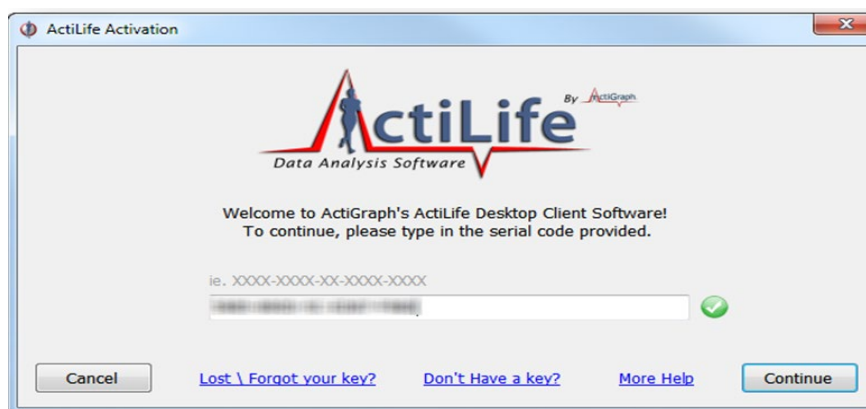 ActiLife Activation
ActiLife
By ActiGraph
Data Analysis Software
Welcome to ActiGraph's ActiLife Desktop Client Software!
To continue, please type in the serial code provided.
ie. XXXX-XXXX-XX-XXXX-XXXX
Cancel
Lost \ Forgot your key?
Don't Have a key?
More Help
Continue